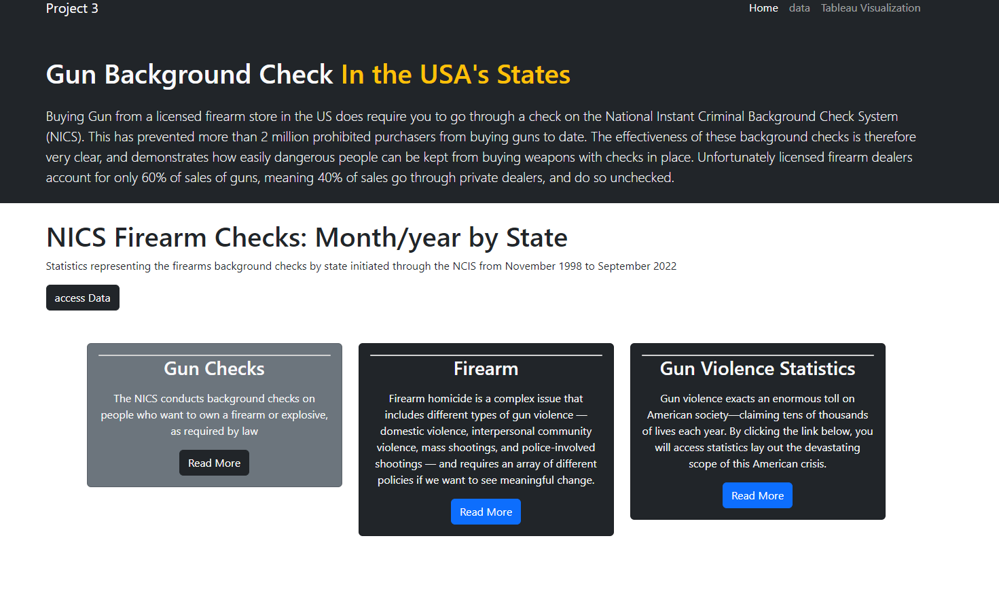 Project 3
Home data Tableau Visualization
Gun Background Check In the USA's States
Buying Gun from a licensed firearm store in the US does require you to go through a check on the National Instant Criminal Background Check System
(NICS). This has prevented more than 2 million prohibited purchasers from buying guns to date. The effectiveness of these background checks is therefore
very clear, and demonstrates how easily dangerous people can be kept from buying weapons with checks in place. Unfortunately licensed firearm dealers
account for only 60% of sales of guns, meaning 40% of sales go through private dealers, and do so unchecked.
NICS Firearm Checks: Month/year by State
Statistics representing the firearms background checks by state initiated through the NCIS from November 1998 to September 2022
access Data
Gun Checks
The NICS conducts background checks on
people who want to own a firearm or explosive,
as required by law
Read More
Firearm
Firearm homicide is a complex issue that
includes different types of gun violence —
domestic violence, interpersonal community
violence, mass shootings, and police-involved
shootings — and requires an array of different
policies if we want to see meaningful change.
Read More
Gun Violence Statistics
Gun violence exacts an enormous toll on
American society—claiming tens of thousands
of lives each year. By clicking the link below, you
will access statistics lay out the devastating
scope of this American crisis.
Read More